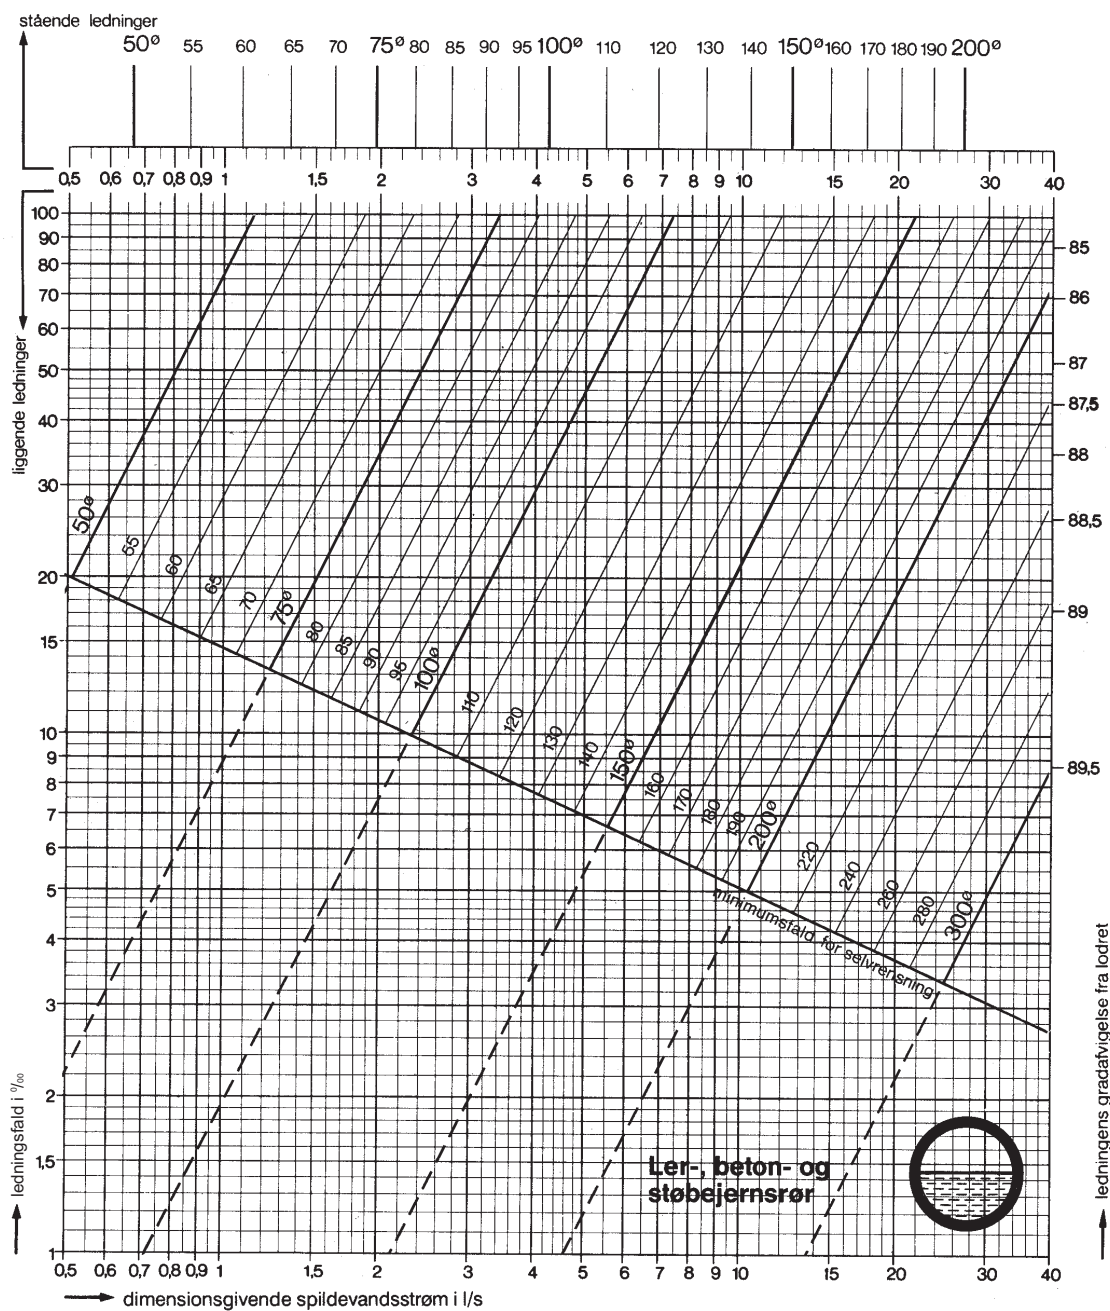 stående ledninger
50ø 55 60 65 70 75ø 80 85 90 95 100ø 110 120 130 140 150ø 160 170 180 190 200ø
0,5 0,6 0,7 0,8 0,9 1 1,5 2 3 4 5 6 7 8 9 10 15 20 30 40
liggende ledninger
100
90
80
70
60
50
40
30
20
15
10
9
8
7
6
5
4
3
2
1,5
1
ledningsfald i ‰
85
86
87
87,5
88
88,5
89
89,5
ledningens gradafvigelse fra lodret
50ø
55
60
65
70
75ø
80
85
90
95
100ø
110
120
130
140
150ø
160
170
180
190
200ø
220
240
260
280
300ø
minimumsfald for selvrensning
Ler-, beton- og
støbejernsrør
0,5 0,6 0,7 0,8 0,9 1 1,5 2 3 4 5 6 7 8 9 10 15 20 30 40
dimensionsgivende spildevandsstrøm i l/s